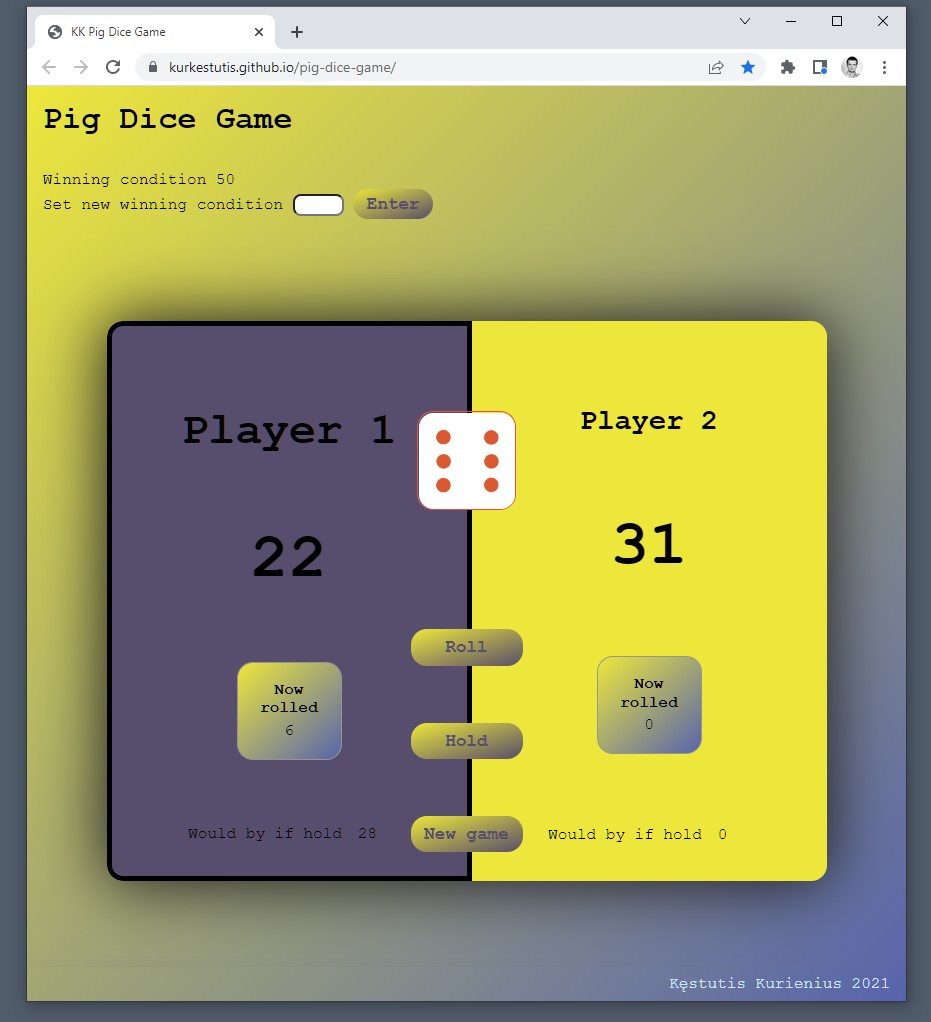 KK Pig Dice Game
kurkestutis.github.io/pig-dice-game/
Pig Dice Game
Winning condition 50
Set new winning condition Enter
Player 1
22
Now
rolled
6
Would by if hold 28
Roll
Hold
New game
Player 2
31
Now
rolled
0
Would by if hold 0
Kęstutis Kurienius 2021